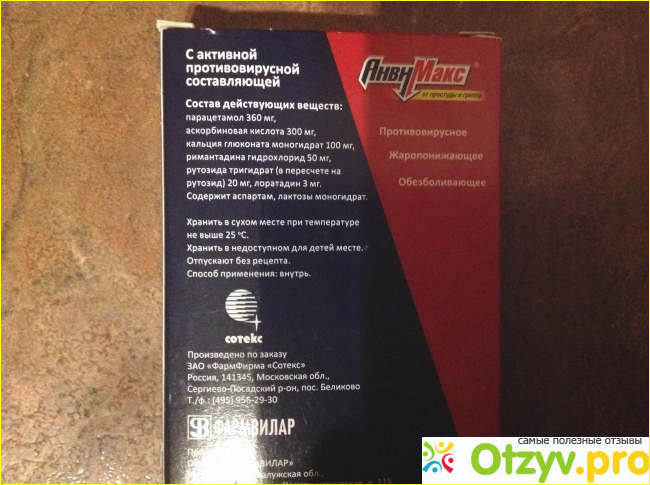 С активной
противовирусной
составляющей
Состав действующих веществ:
парацетамол 360 мг,
аскорбиновая кислота 300 мг,
кальция глюконата моногидрат 100 мг,
римантадина гидрохлорид 50 мг,
рутозида тригидрат (в пересчете на
рутозид) 20 мг, лоратадин 3 мг.
Содержит аспартам, лактозы моногидрат.
Хранить в сухом месте при температуре
не выше 25 °С.
Хранить в недоступном для детей месте.
Отпускают без рецепта.
Способ применения: внутрь.
сотекс
Произведено по заказу
ЗАО «ФармФирма «Сотекс»
Россия, 141345, Московская обл.,
Сергиево-Посадский р-он, пос. Беликово
Т./ф.: (495) 956-29-30
ФАРМВИЛАР
АнвиМакс
от простуды и гриппа
Противовирусное
Жаропонижающее
Обезболивающее
самые полезные отзывы
Otzyv.pro